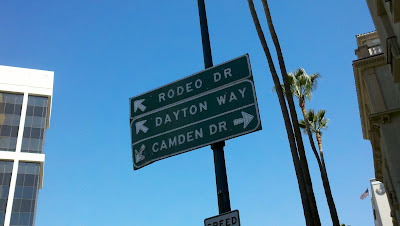 RODEO DR
DAYTON WAY
CAMDEN DR.
SPEED